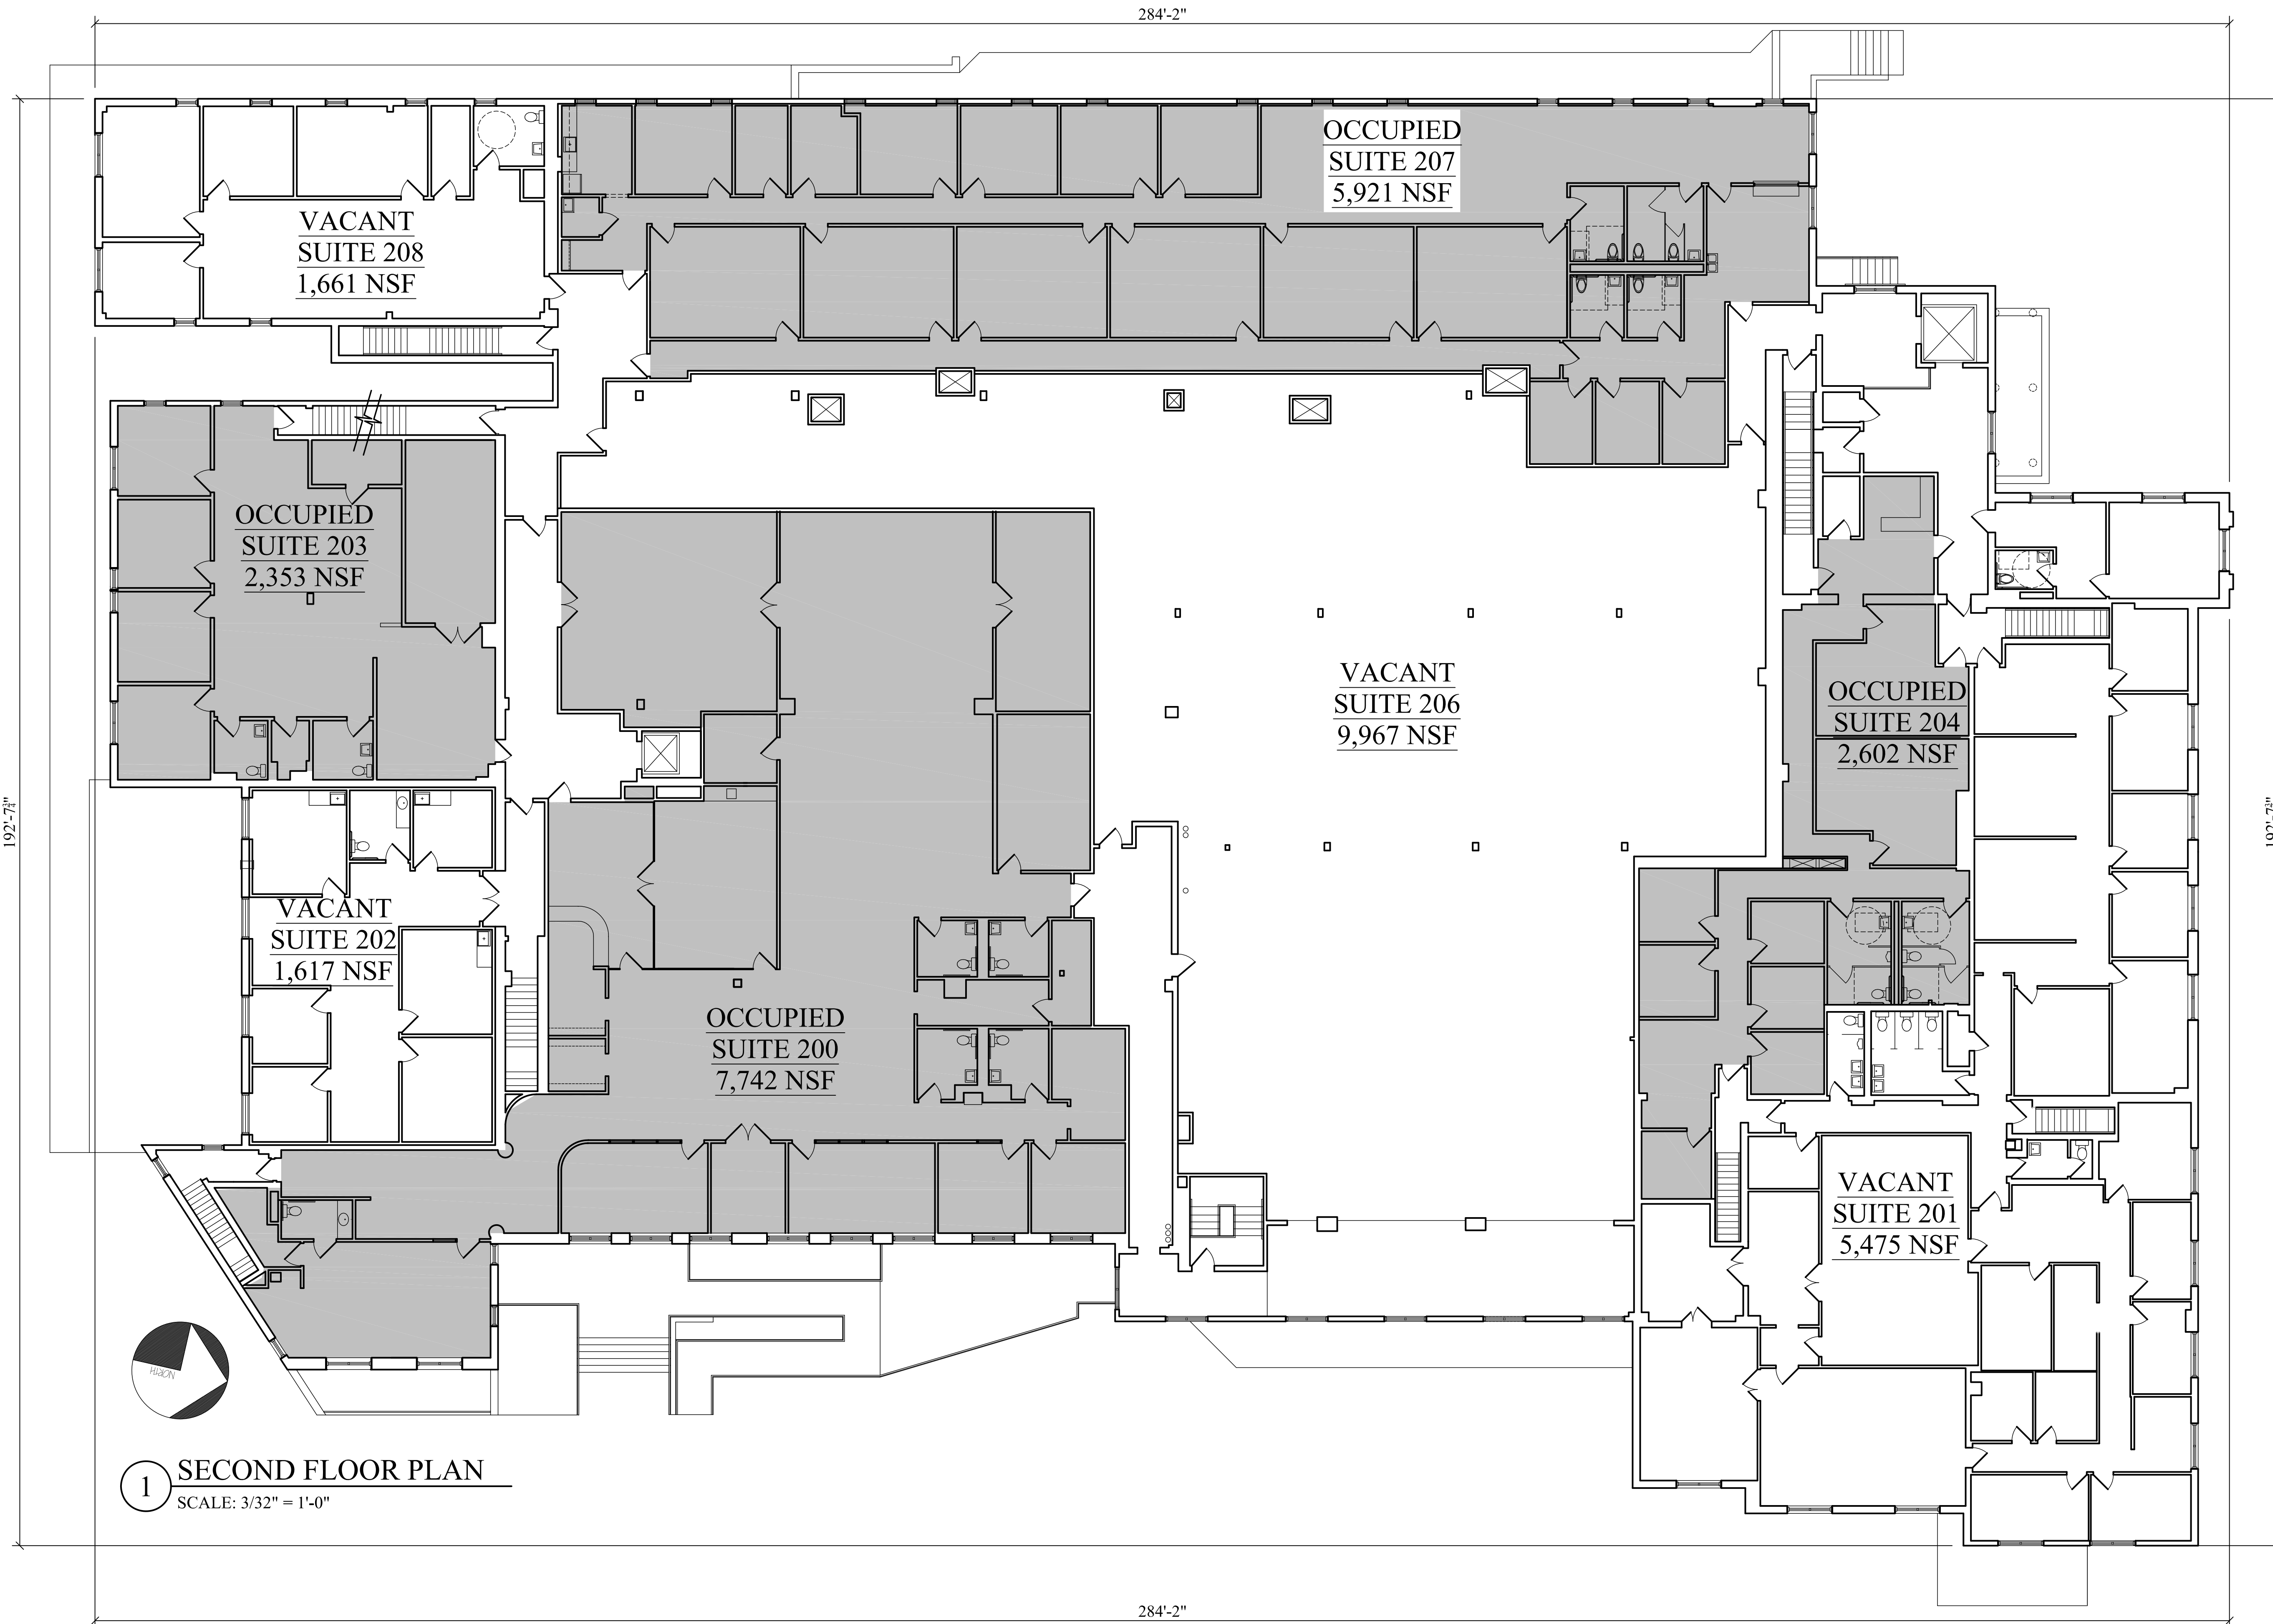 284'-2"
OCCUPIED
SUITE 207
5,921 NSF
VACANT
SUITE 208
1,661 NSF
OCCUPIED
SUITE 203
2,353 NSF
VACANT
SUITE 206
9,967 NSF
OCCUPIED
SUITE 204
2,602 NSF
192'-7¾"
192'-7¾"
VACANT
SUITE 202
1,617 NSF
OCCUPIED
SUITE 200
7,742 NSF
VACANT
SUITE 201
5,475 NSF
NORTH
1
SECOND FLOOR PLAN
SCALE: 3/32" = 1'-0"
284'-2"